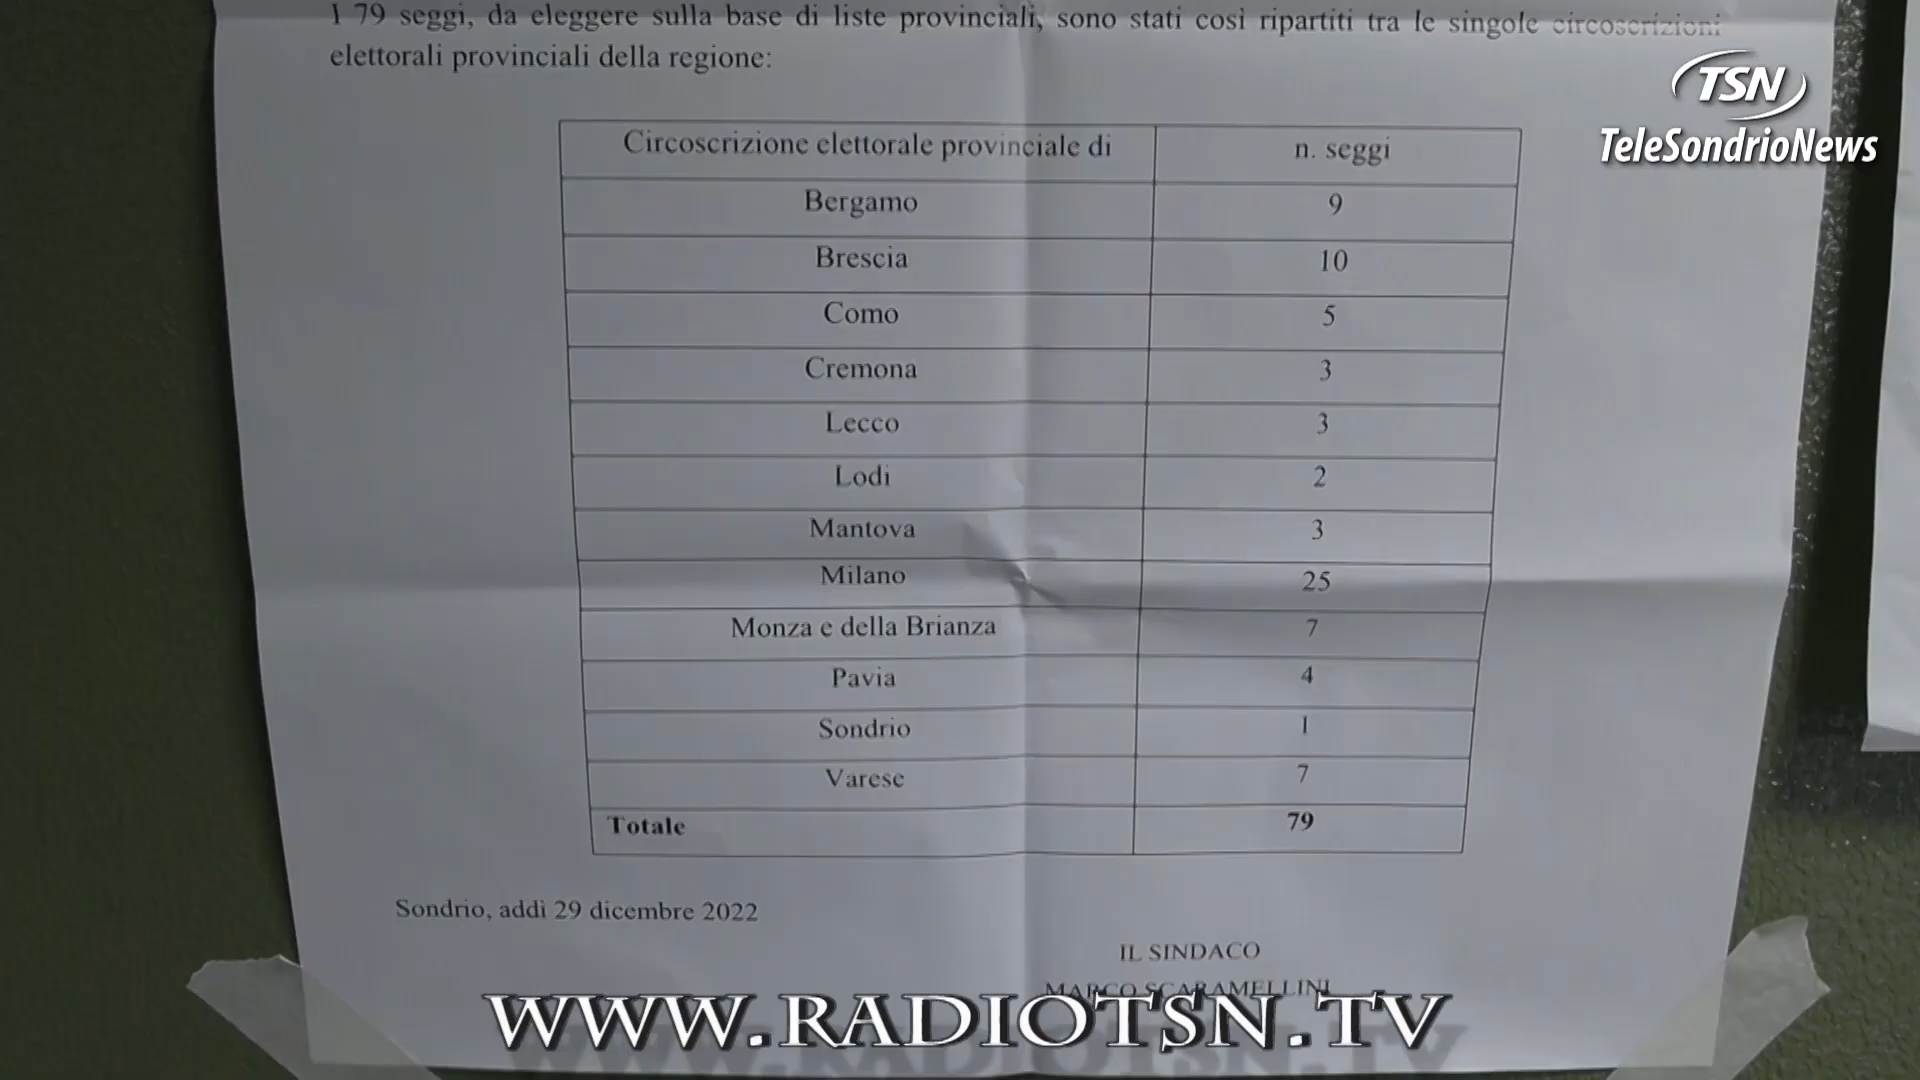 I 79 seggi, da eleggere sulla base di liste provinciali, sono stati così ripartiti tra le singole circoscrizioni
elettorali provinciali della regione:
TSN
TeleSondrioNews
Circoscrizione elettorale provinciale di n. seggi
Bergamo 9
Brescia 10
Como 5
Cremona 3
Lecco 3
Lodi 2
Mantova 3
Milano 25
Monza e della Brianza 7
Pavia 4
Sondrio 1
Varese 7
Totale 79
Sondrio, addì 29 dicembre 2022
IL SINDACO
MARCO SCARAMELLINI
WWW.RADIOTSN.TV